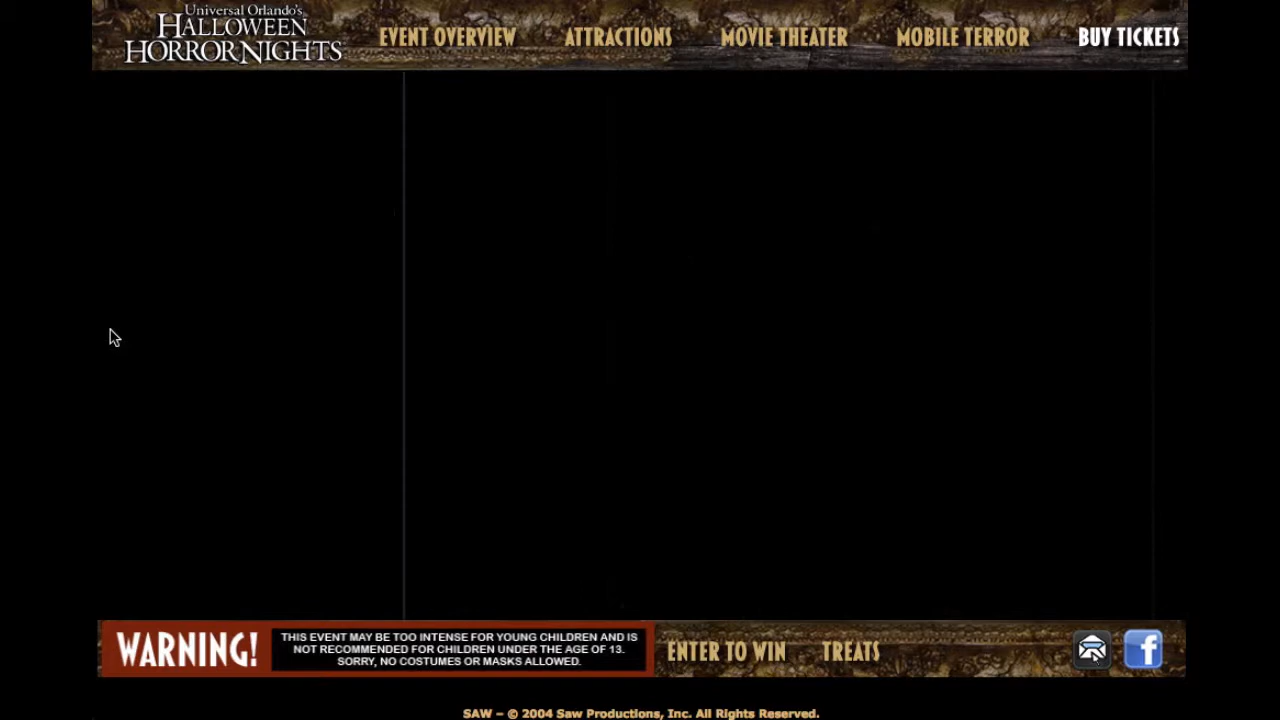 Universal Orlando's
HALLOWEEN
HORROR NIGHTS
EVENT OVERVIEW
ATTRACTIONS
MOVIE THEATER
MOBILE TERROR
BUY TICKETS
WARNING!
THIS EVENT MAY BE TOO INTENSE FOR YOUNG CHILDREN AND IS
NOT RECOMMENDED FOR CHILDREN UNDER THE AGE OF 13.
SORRY, NO COSTUMES OR MASKS ALLOWED.
ENTER TO WIN
TREATS
f
SAW – © 2004 Saw Productions, Inc. All Rights Reserved.